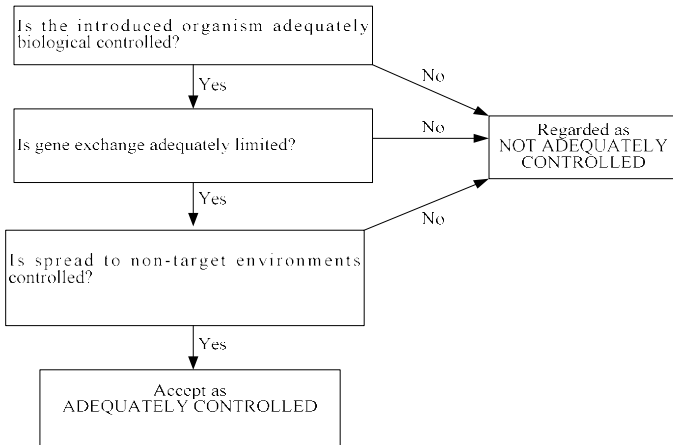 Is the introduced organism adequately
biological controlled?
Yes
No
Is gene exchange adequately limited?
No
Regarded as
NOT ADEQUATELY
CONTROLLED
Yes
No
Is spread to non-target environments
controlled?
Yes
Accept as
ADEQUATELY CONTROLLED